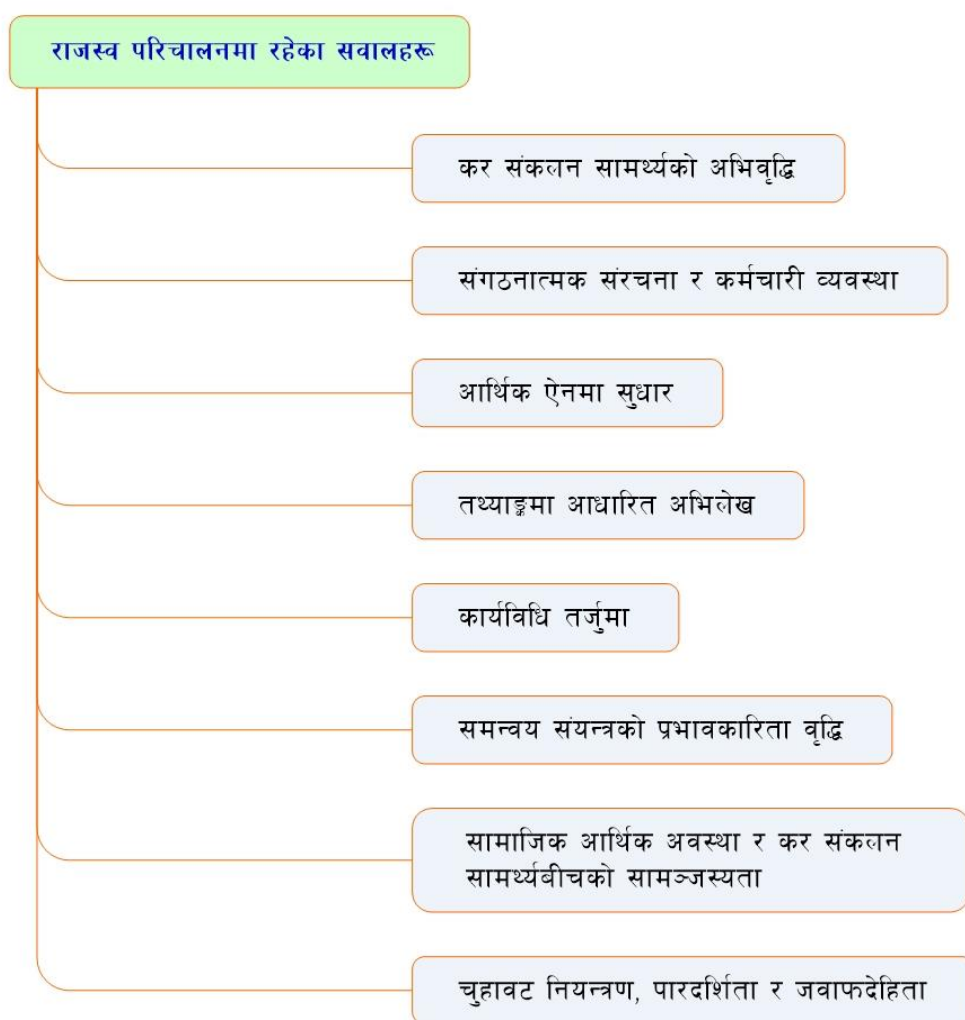 राजस्व परिचालनमा रहेका सवालहरू
कर संकलन सामर्थ्यको अभिवृद्धि
संगठनात्मक संरचना र कर्मचारी व्यवस्था
आर्थिक ऐनमा सुधार
तथ्याङ्कमा आधारित अभिलेख
कार्यविधि तर्जुमा
समन्वय संयन्त्रको प्रभावकारिता वृद्धि
सामाजिक आर्थिक अवस्था र कर संकलन
सामर्थ्यबीचको सामञ्जस्यता
चुहावट नियन्त्रण, पारदर्शिता र जवाफदेहिता